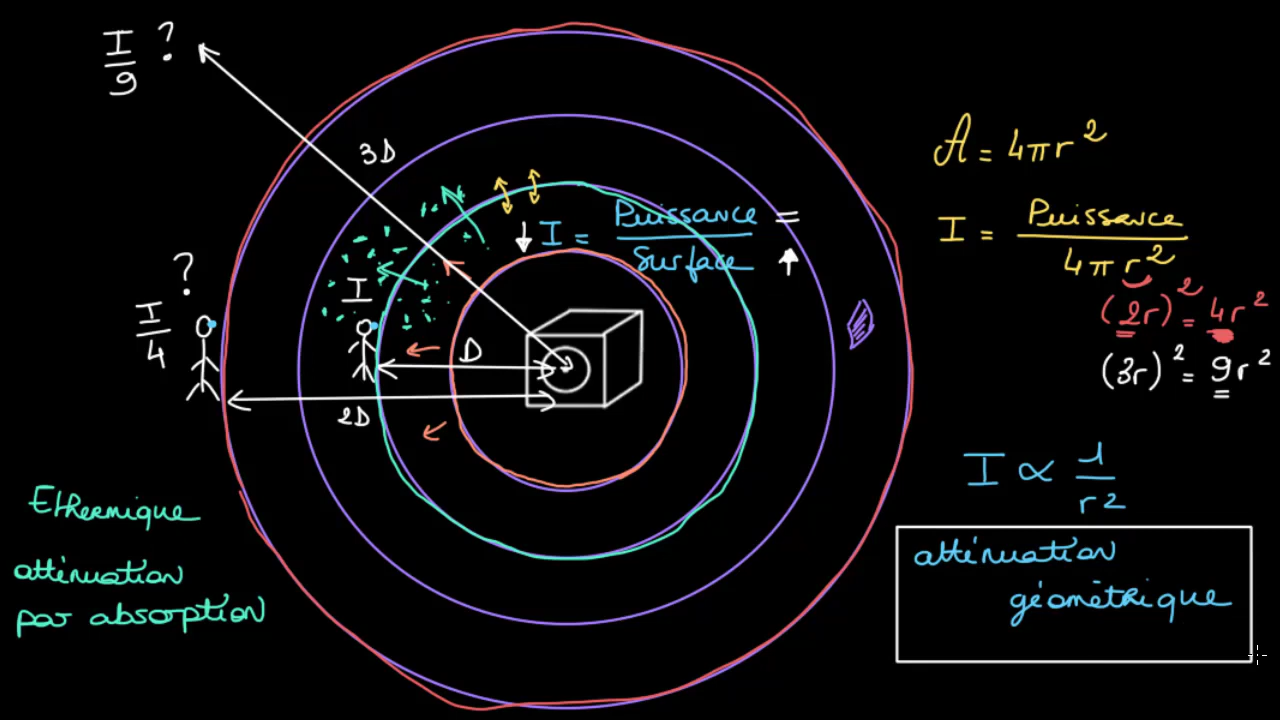 I/9 ?
3D
A = 4πr²
I = Puissance / Surface =
I = Puissance / 4πr²
?
I
I/4
(2r)² = 4r²
D
(3r)² = 9r²
2D
I ∝ 1/r²
Ethermique
atténuation
par absorption
atténuation
géométrique